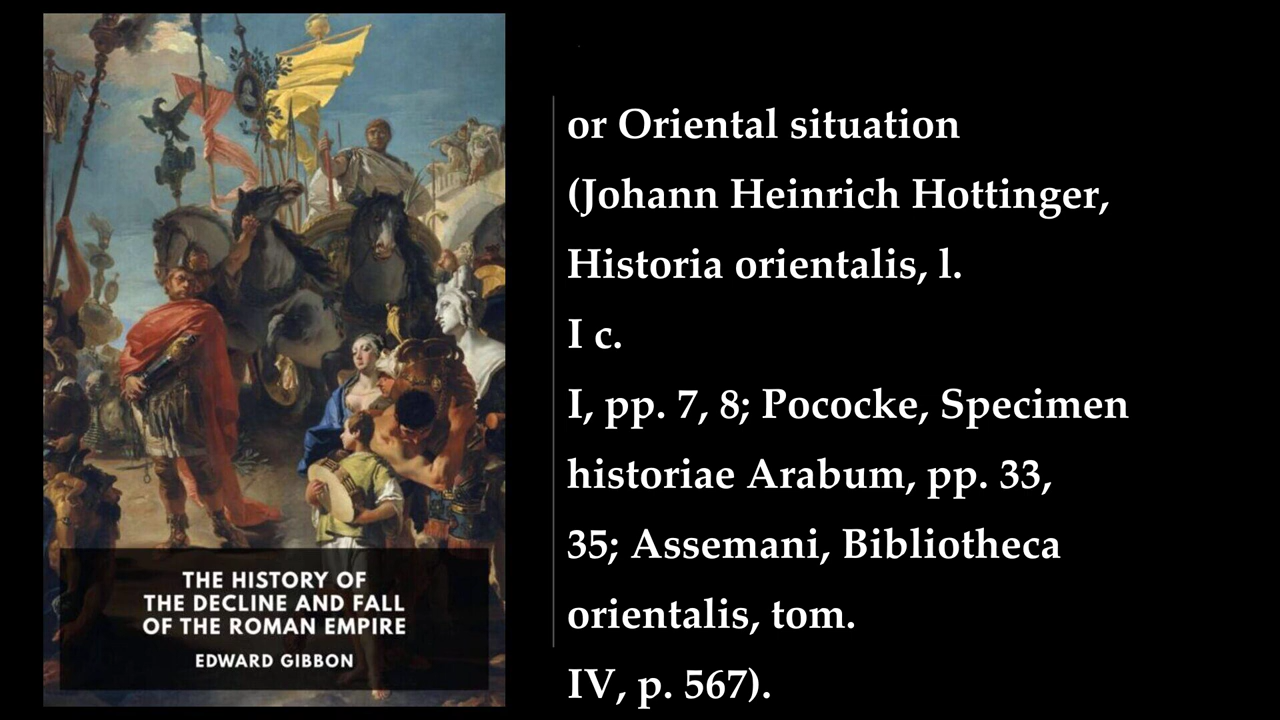 THE HISTORY OF
THE DECLINE AND FALL
OF THE ROMAN EMPIRE
EDWARD GIBBON
or Oriental situation
(Johann Heinrich Hottinger,
Historia orientalis, l.
I c.
I, pp. 7, 8; Pococke, Specimen
historiae Arabum, pp. 33,
35; Assemani, Bibliotheca
orientalis, tom.
IV, p. 567).